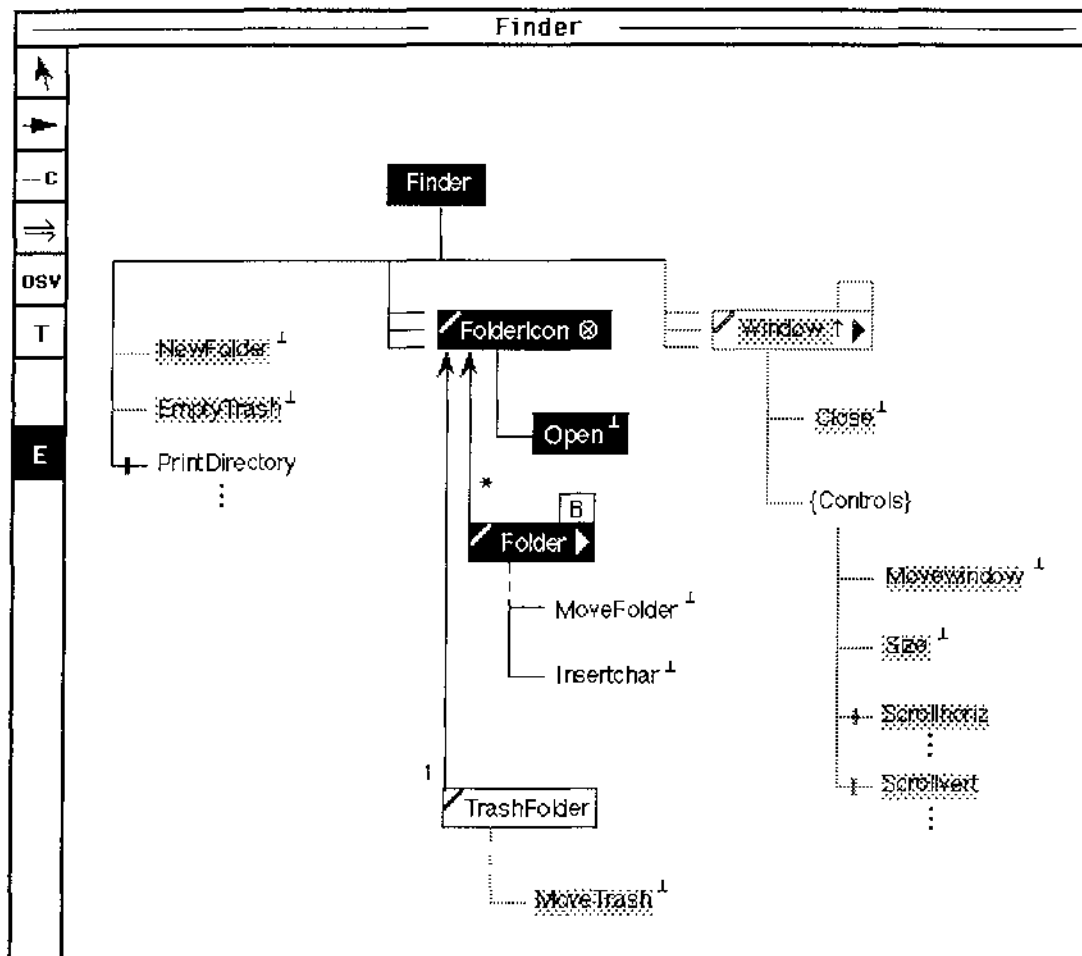 Finder
--C
OSV
T
E
Finder
FolderIcon ⊗
Window ↑
NewFolder ⊥
EmptyTrash ⊥
PrintDirectory
Open ⊥
Close ⊥
*
B
Folder
{Controls}
MoveFolder ⊥
Insertchar ⊥
Movewindow ⊥
Size ⊥
Scrollhoriz
Scrollvert
1
TrashFolder
MoveTrash ⊥